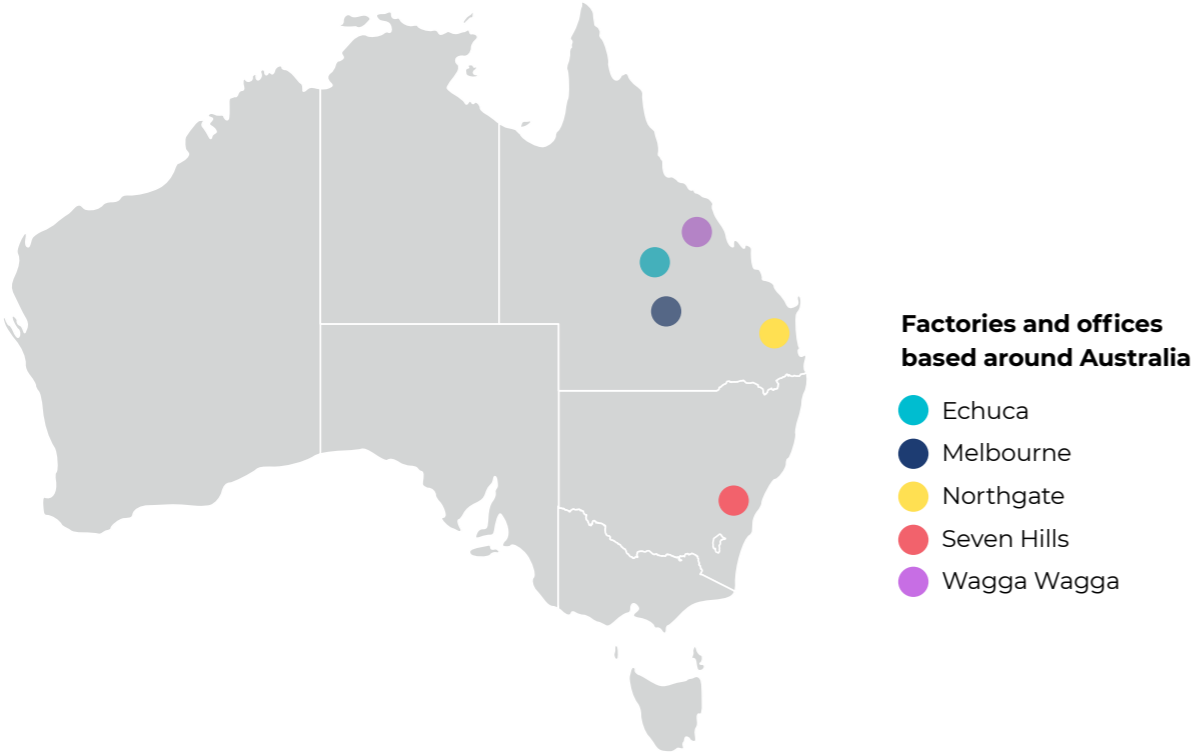 Factories and offices
based around Australia
Echuca
Melbourne
Northgate
Seven Hills
Wagga Wagga